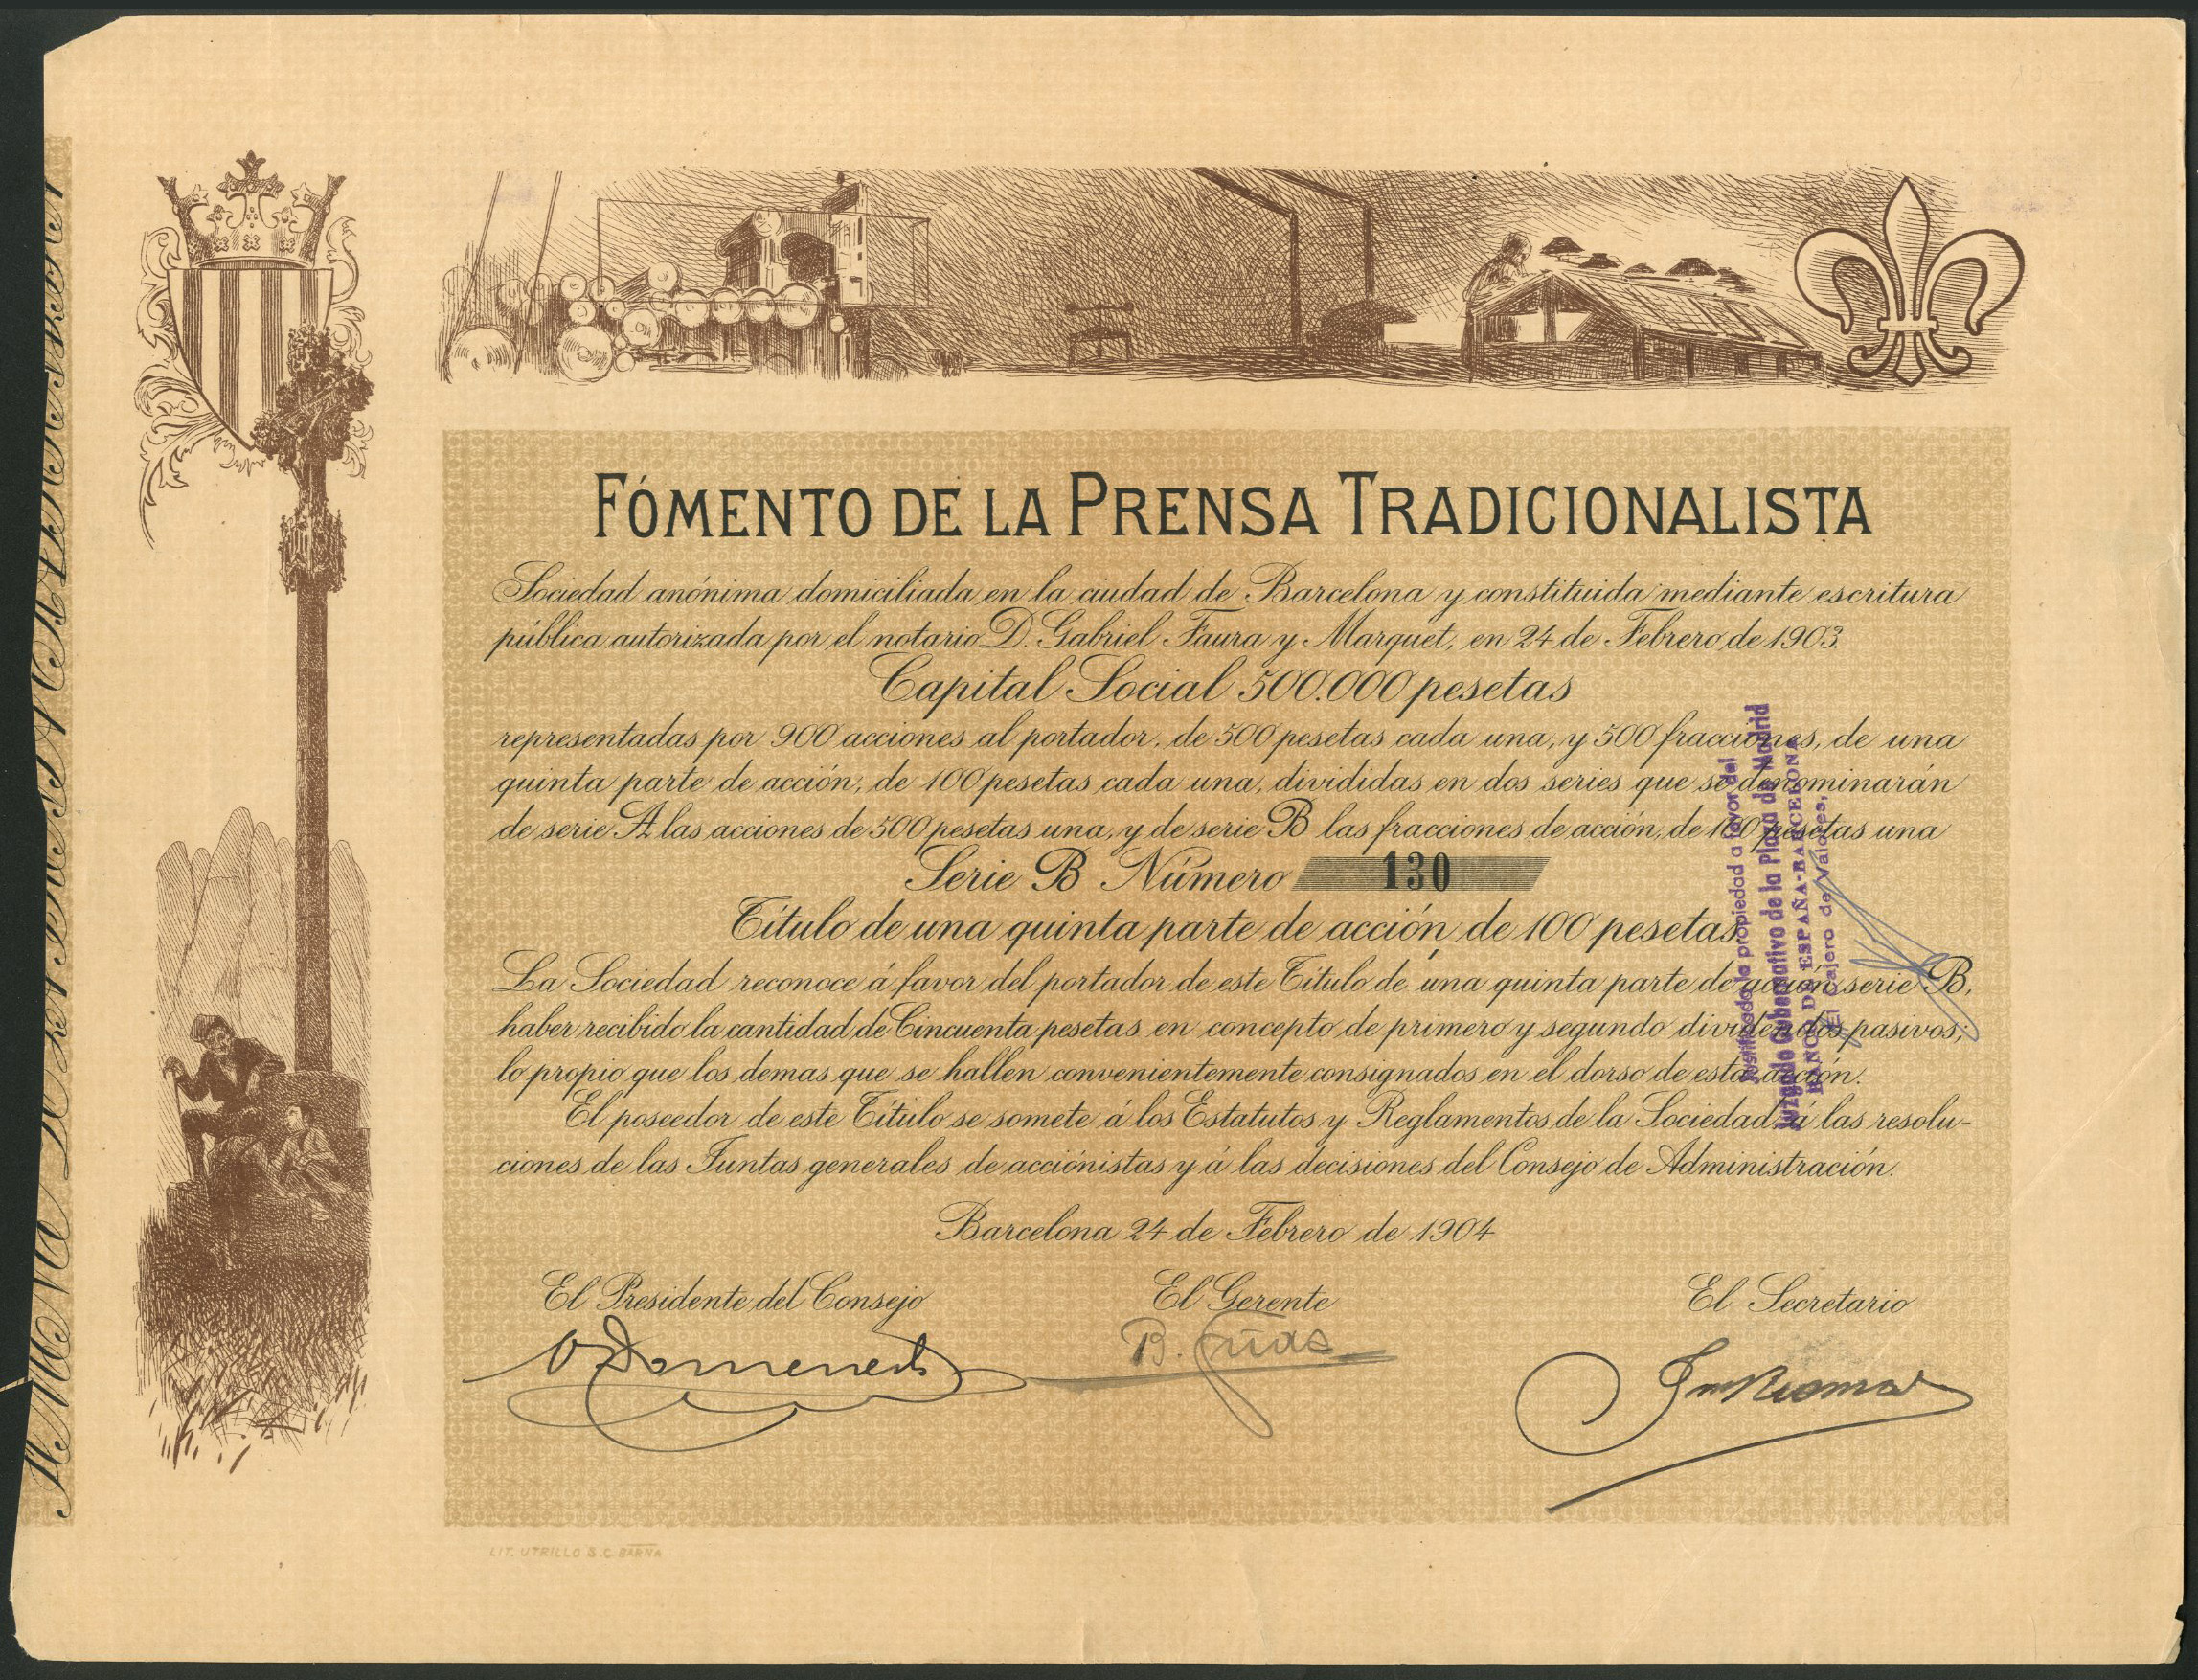 FÓMENTO DE LA PRENSA TRADICIONALISTA
Sociedad anónima domiciliada en la ciudad de Barcelona y constituida mediante escritura
pública autorizada por el notario D. Gabriel Faura y Marquet, en 24 de Febrero de 1903.
Capital Social 500.000 pesetas
representadas por 900 acciones al portador, de 500 pesetas cada una, y 500 fracciones, de una
quinta parte de acción, de 100 pesetas cada una, divididas en dos series que se denominarán
de serie A las acciones de 500 pesetas una, y de serie B las fracciones de acción, de 100 pesetas una
Serie B Número 130
Título de una quinta parte de acción, de 100 pesetas.
La Sociedad reconoce á favor del portador de este Título de una quinta parte de acción, serie B,
haber recibido la cantidad de Cincuenta pesetas en concepto de primero y segundo dividendos pasivos;
lo propio que los demas que se hallen convenientemente consignados en el dorso de esta acción.
El poseedor de este Título se somete á los Estatutos y Reglamentos de la Sociedad, á las resolu-
ciones de las Juntas generales de acciónistas y á las decisiones del Consejo de Administración.
Barcelona 24 de Febrero de 1904
El Presidente del Consejo
El Gerente
El Secretario
LIT. UTRILLO S.C. BARNA
Justificado la propiedad a favor del
Juzgado Gubernativo de la Plaza de Madrid
BANCO DE ESPAÑA-BARCELONA
El Cajero de Valores,